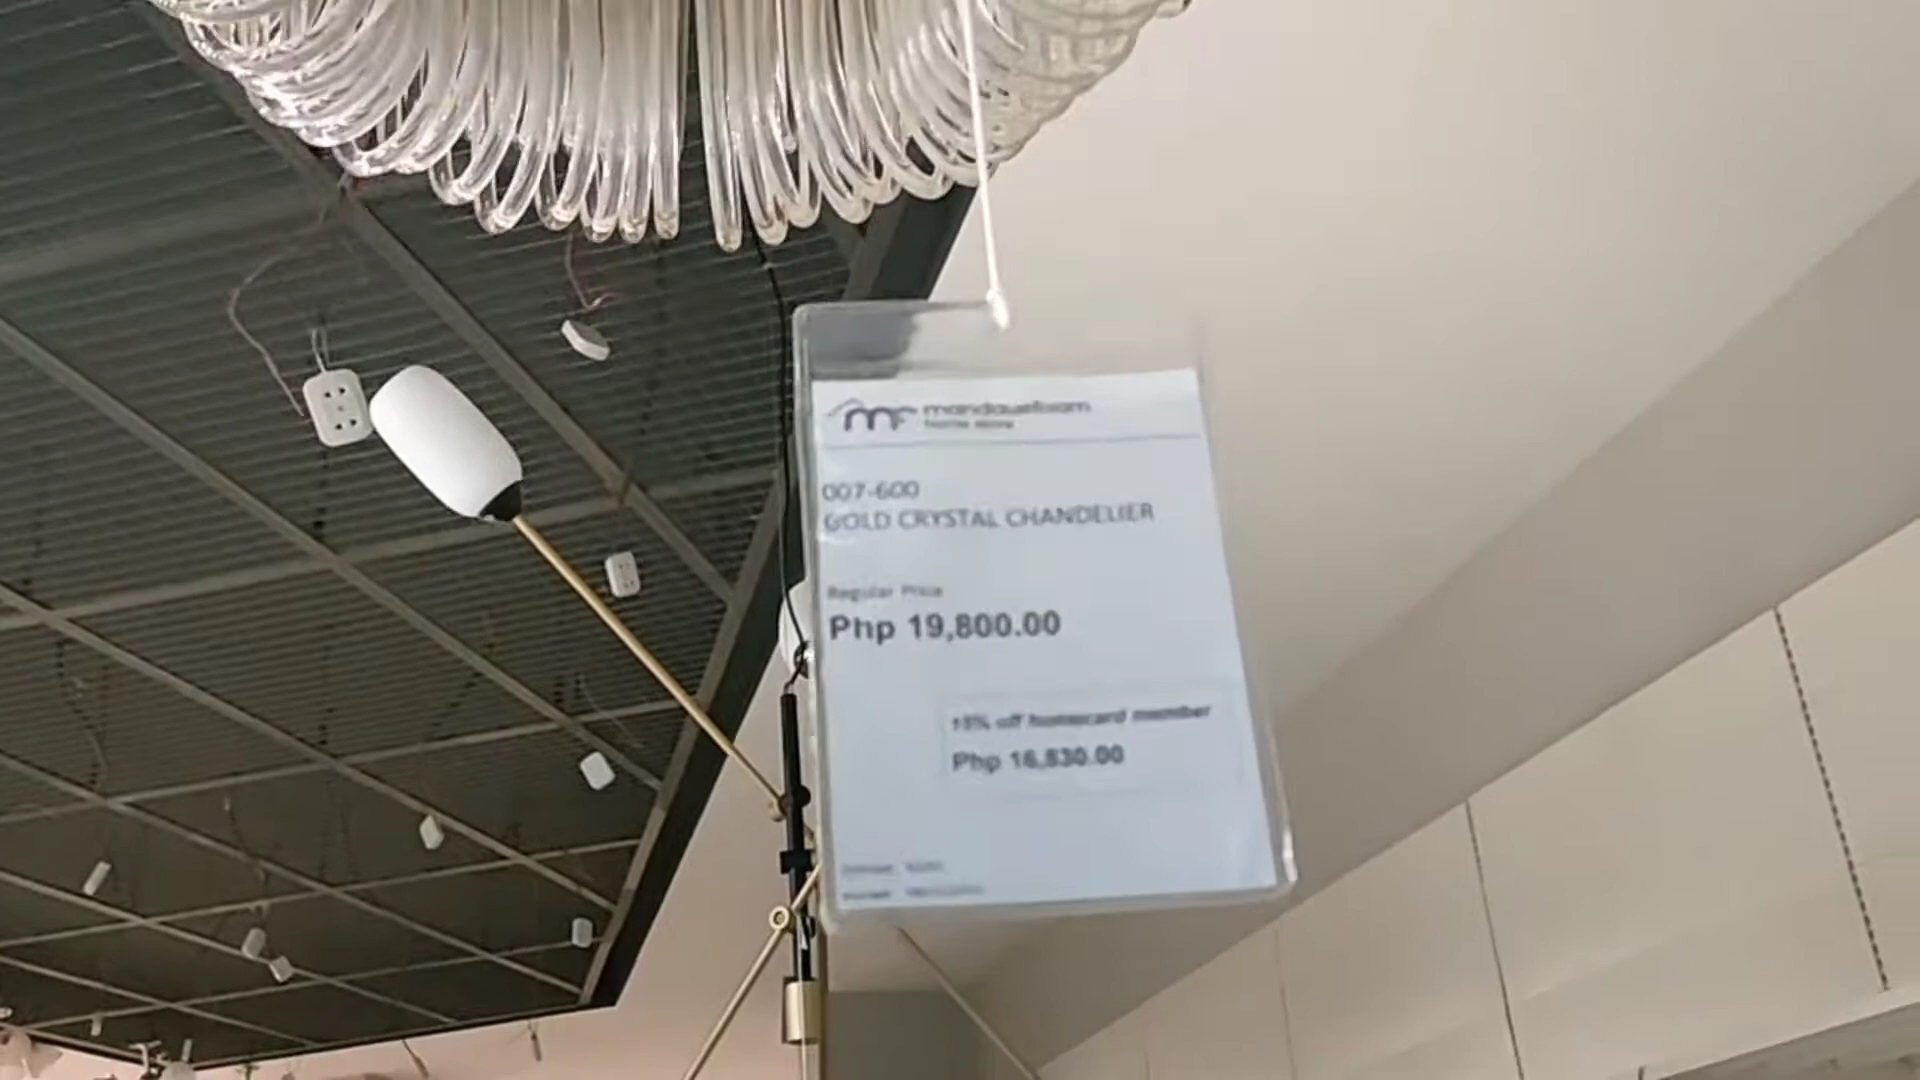 mf mandauefoam
home store
007-600
GOLD CRYSTAL CHANDELIER
Regular Price
Php 19,800.00
15% off homecard member
Php 16,830.00